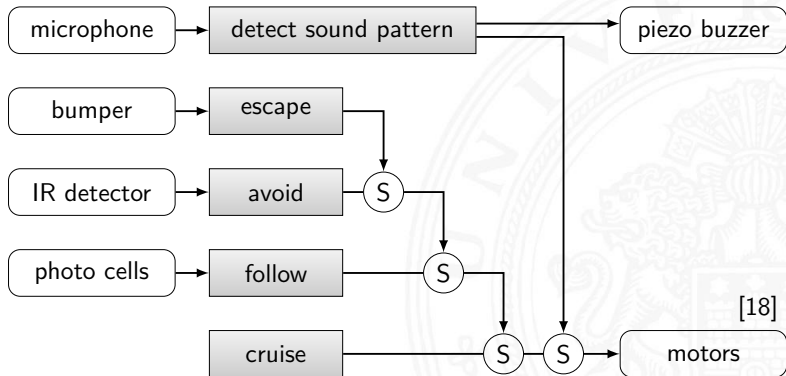 microphone detect sound pattern piezo buzzer
bumper escape
IR detector avoid S
photo cells follow S
[18]
cruise S S motors